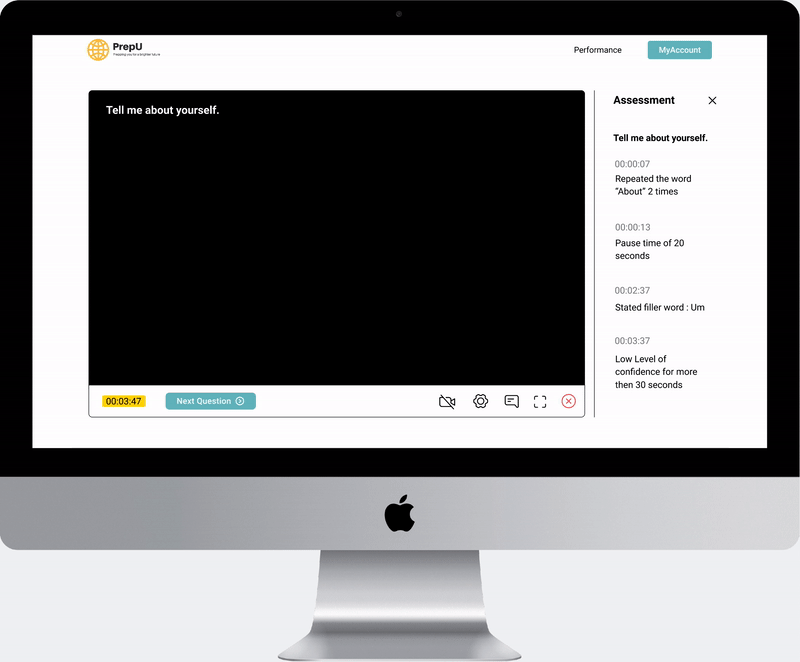 PrepU
Preparing you for a brighter future
Performance
MyAccount
Tell me about yourself.
00:03:47
Next Question
Assessment
Tell me about yourself.
00:00:07
Repeated the word
“About” 2 times
00:00:13
Pause time of 20
seconds
00:02:37
Stated filler word : Um
00:03:37
Low Level of
confidence for more
then 30 seconds